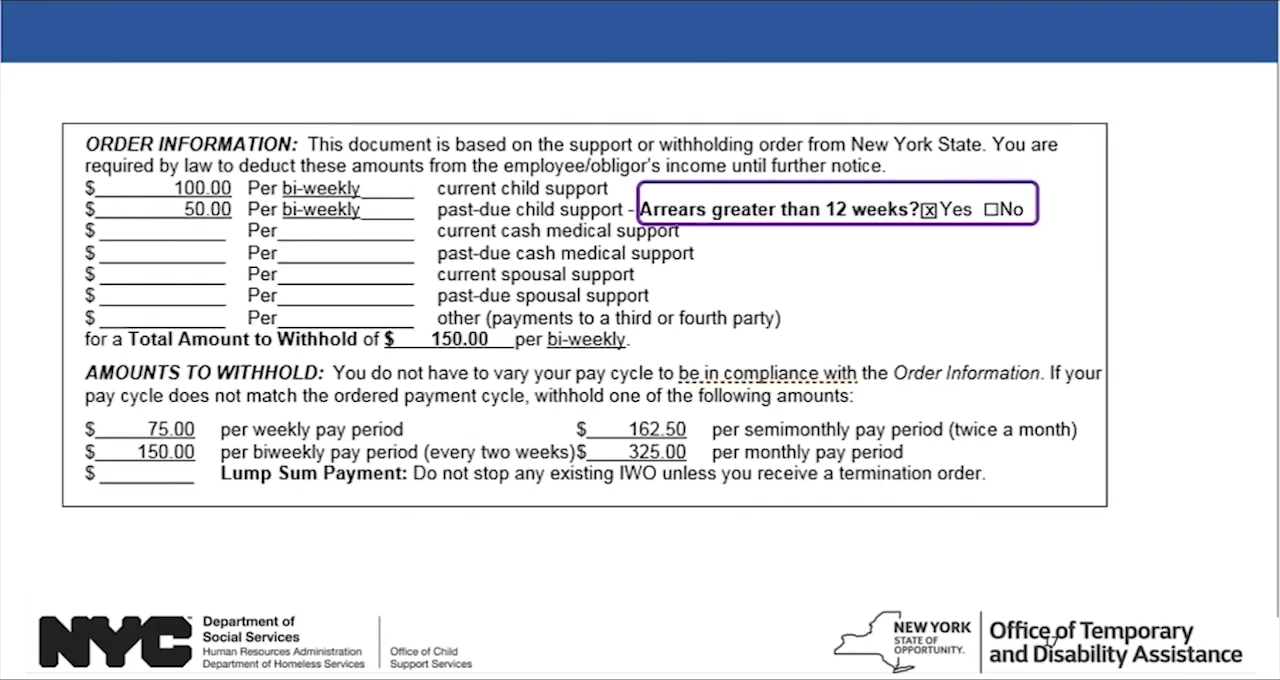 ORDER INFORMATION: This document is based on the support or withholding order from New York State. You are
required by law to deduct these amounts from the employee/obligor's income until further notice.
$ 100.00 Per bi-weekly current child support
$ 50.00 Per bi-weekly past-due child support - Arrears greater than 12 weeks? ☒ Yes ☐ No
$ Per current cash medical support
$ Per past-due cash medical support
$ Per current spousal support
$ Per past-due spousal support
$ Per other (payments to a third or fourth party)
for a Total Amount to Withhold of $ 150.00 per bi-weekly.
AMOUNTS TO WITHHOLD: You do not have to vary your pay cycle to be in compliance with the Order Information. If your
pay cycle does not match the ordered payment cycle, withhold one of the following amounts:
$ 75.00 per weekly pay period $ 162.50 per semimonthly pay period (twice a month)
$ 150.00 per biweekly pay period (every two weeks)$ 325.00 per monthly pay period
$ Lump Sum Payment: Do not stop any existing IWO unless you receive a termination order.
NYC
Department of
Social Services
Human Resources Administration
Department of Homeless Services
Office of Child
Support Services
NEW YORK
STATE OF
OPPORTUNITY.
Office of Temporary
and Disability Assistance